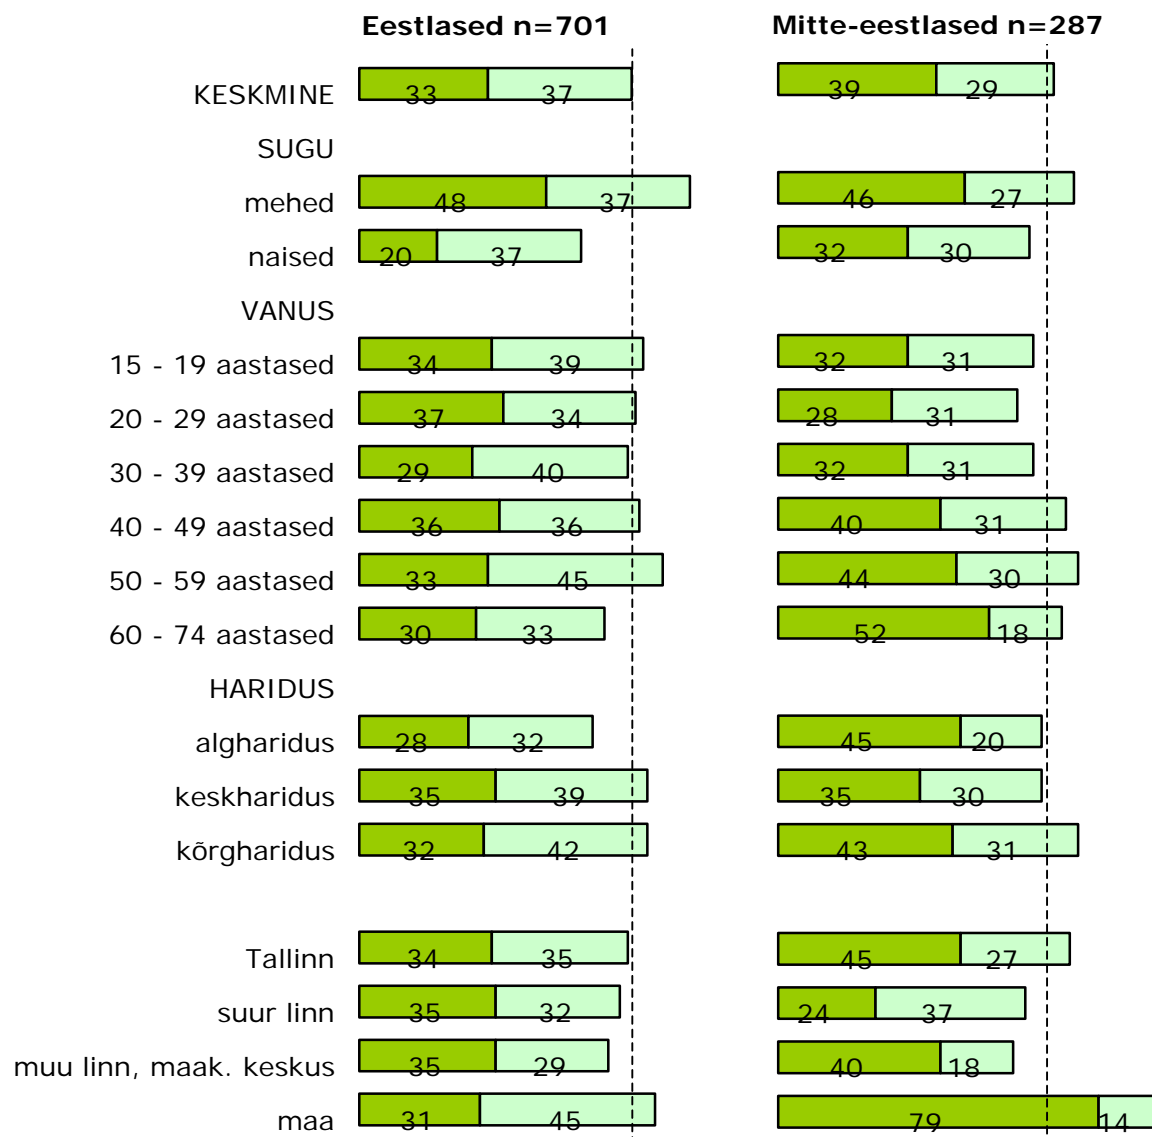 Eestlased n=701 Mitte-eestlased n=287
KESKMINE 33 37 39 29
SUGU
mehed 48 37 46 27
naised 20 37 32 30
VANUS
15 - 19 aastased 34 39 32 31
20 - 29 aastased 37 34 28 31
30 - 39 aastased 29 40 32 31
40 - 49 aastased 36 36 40 31
50 - 59 aastased 33 45 44 30
60 - 74 aastased 30 33 52 18
HARIDUS
algharidus 28 32 45 20
keskharidus 35 39 35 30
kõrgharidus 32 42 43 31
Tallinn 34 35 45 27
suur linn 35 32 24 37
muu linn, maak. keskus 35 29 40 18
maa 31 45 79 14